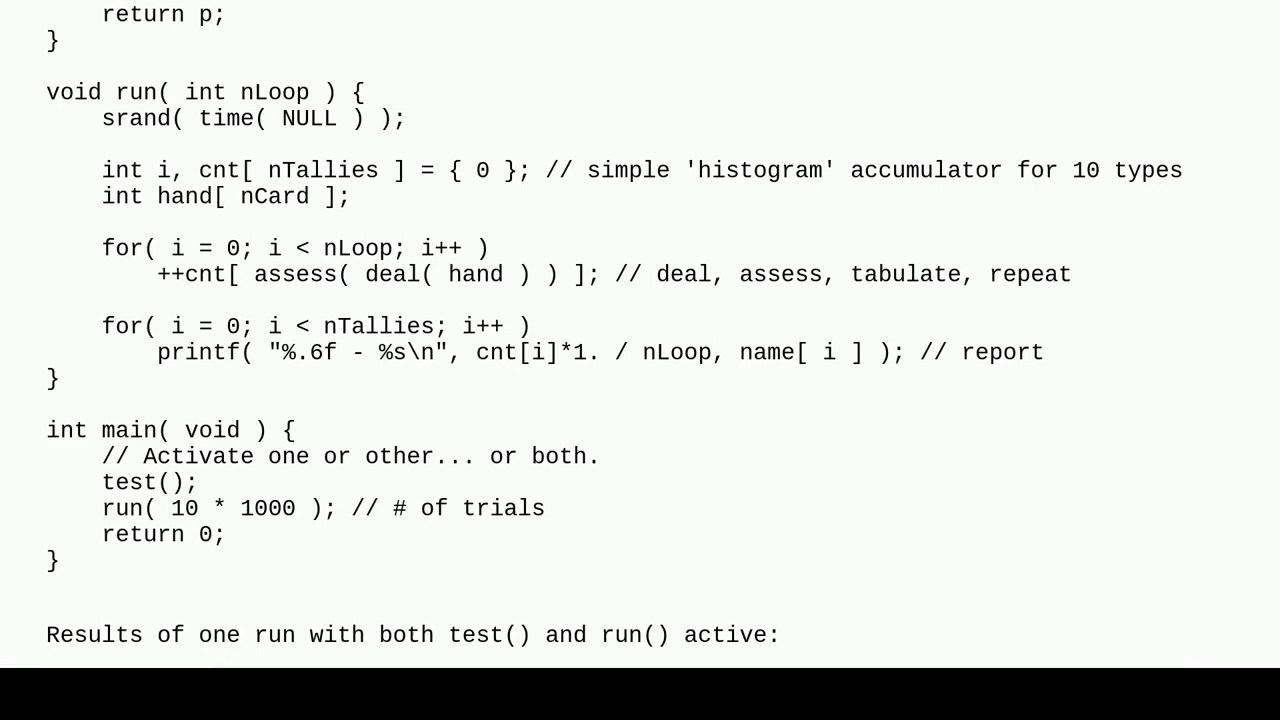 return p;
}
void run( int nLoop ) {
    srand( time( NULL ) );
    int i, cnt[ nTallies ] = { 0 }; // simple 'histogram' accumulator for 10 types
    int hand[ nCard ];
    for( i = 0; i < nLoop; i++ )
        ++cnt[ assess( deal( hand ) ) ]; // deal, assess, tabulate, repeat
    for( i = 0; i < nTallies; i++ )
        printf( "%.6f - %s\n", cnt[i]*1. / nLoop, name[ i ] ); // report
}
int main( void ) {
    // Activate one or other... or both.
    test();
    run( 10 * 1000 ); // # of trials
    return 0;
}
Results of one run with both test() and run() active: